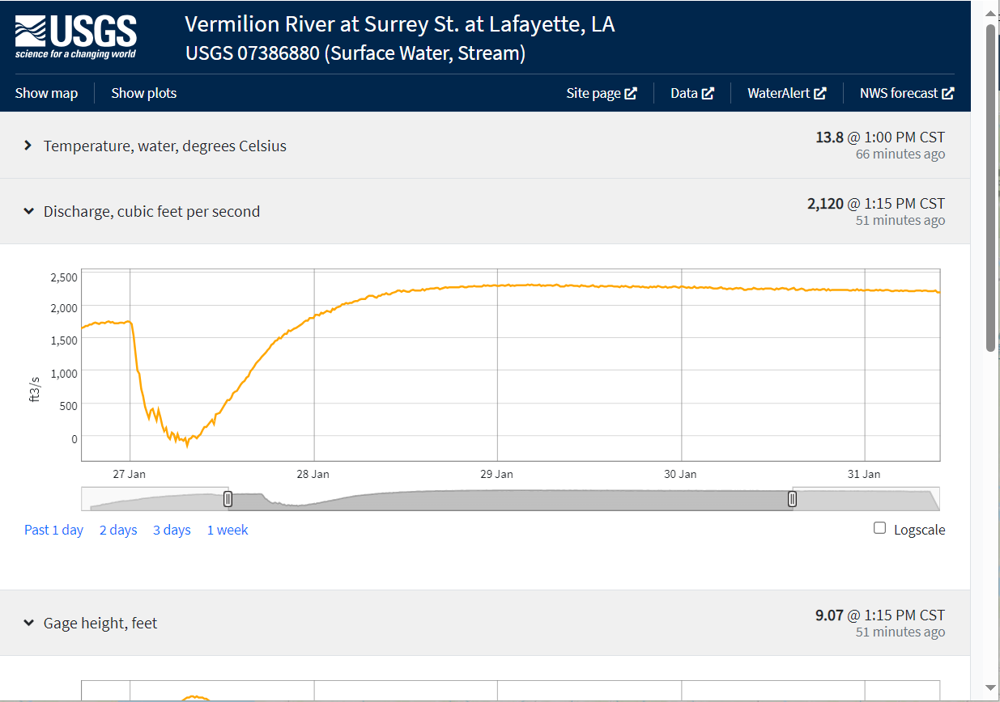 USGS
science for a changing world
Vermilion River at Surrey St. at Lafayette, LA
USGS 07386880 (Surface Water, Stream)
Show map Show plots Site page Data WaterAlert NWS forecast
Temperature, water, degrees Celsius 13.8 @ 1:00 PM CST
66 minutes ago
Discharge, cubic feet per second 2,120 @ 1:15 PM CST
51 minutes ago
2,500
2,000
1,500
1,000
500
0
ft3/s
27 Jan 28 Jan 29 Jan 30 Jan 31 Jan
Past 1 day 2 days 3 days 1 week Logscale
Gage height, feet 9.07 @ 1:15 PM CST
51 minutes ago